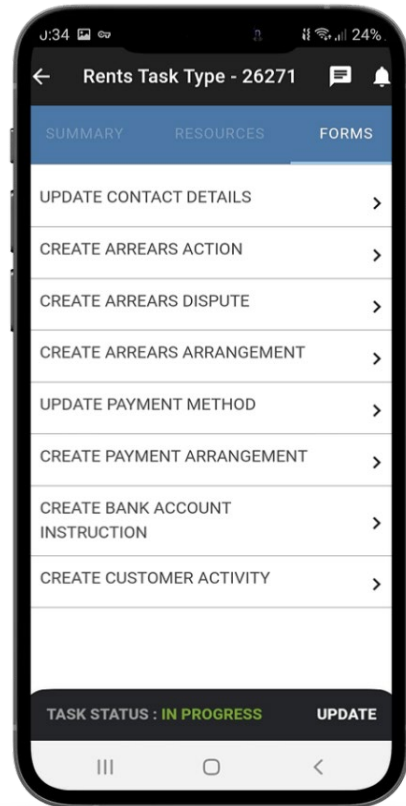 0:34 24%
Rents Task Type - 26271
SUMMARY RESOURCES FORMS
UPDATE CONTACT DETAILS
CREATE ARREARS ACTION
CREATE ARREARS DISPUTE
CREATE ARREARS ARRANGEMENT
UPDATE PAYMENT METHOD
CREATE PAYMENT ARRANGEMENT
CREATE BANK ACCOUNT
INSTRUCTION
CREATE CUSTOMER ACTIVITY
TASK STATUS : IN PROGRESS UPDATE